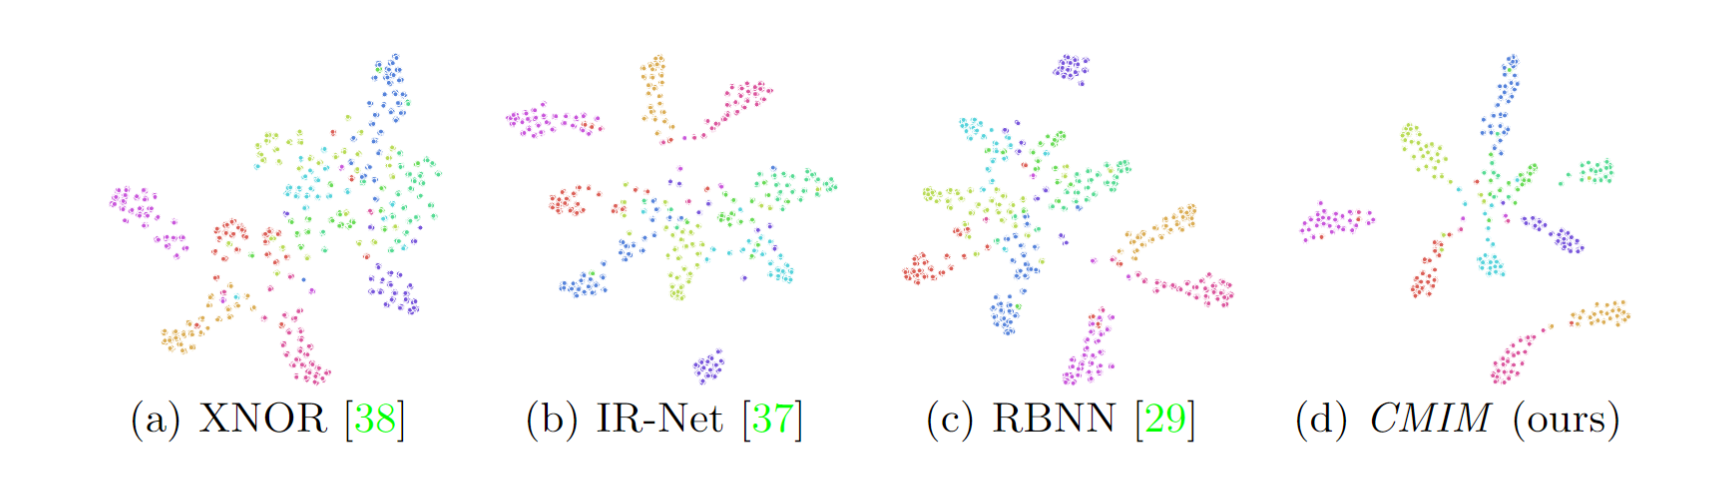 (a) XNOR [38] (b) IR-Net [37] (c) RBNN [29] (d) CMIM (ours)